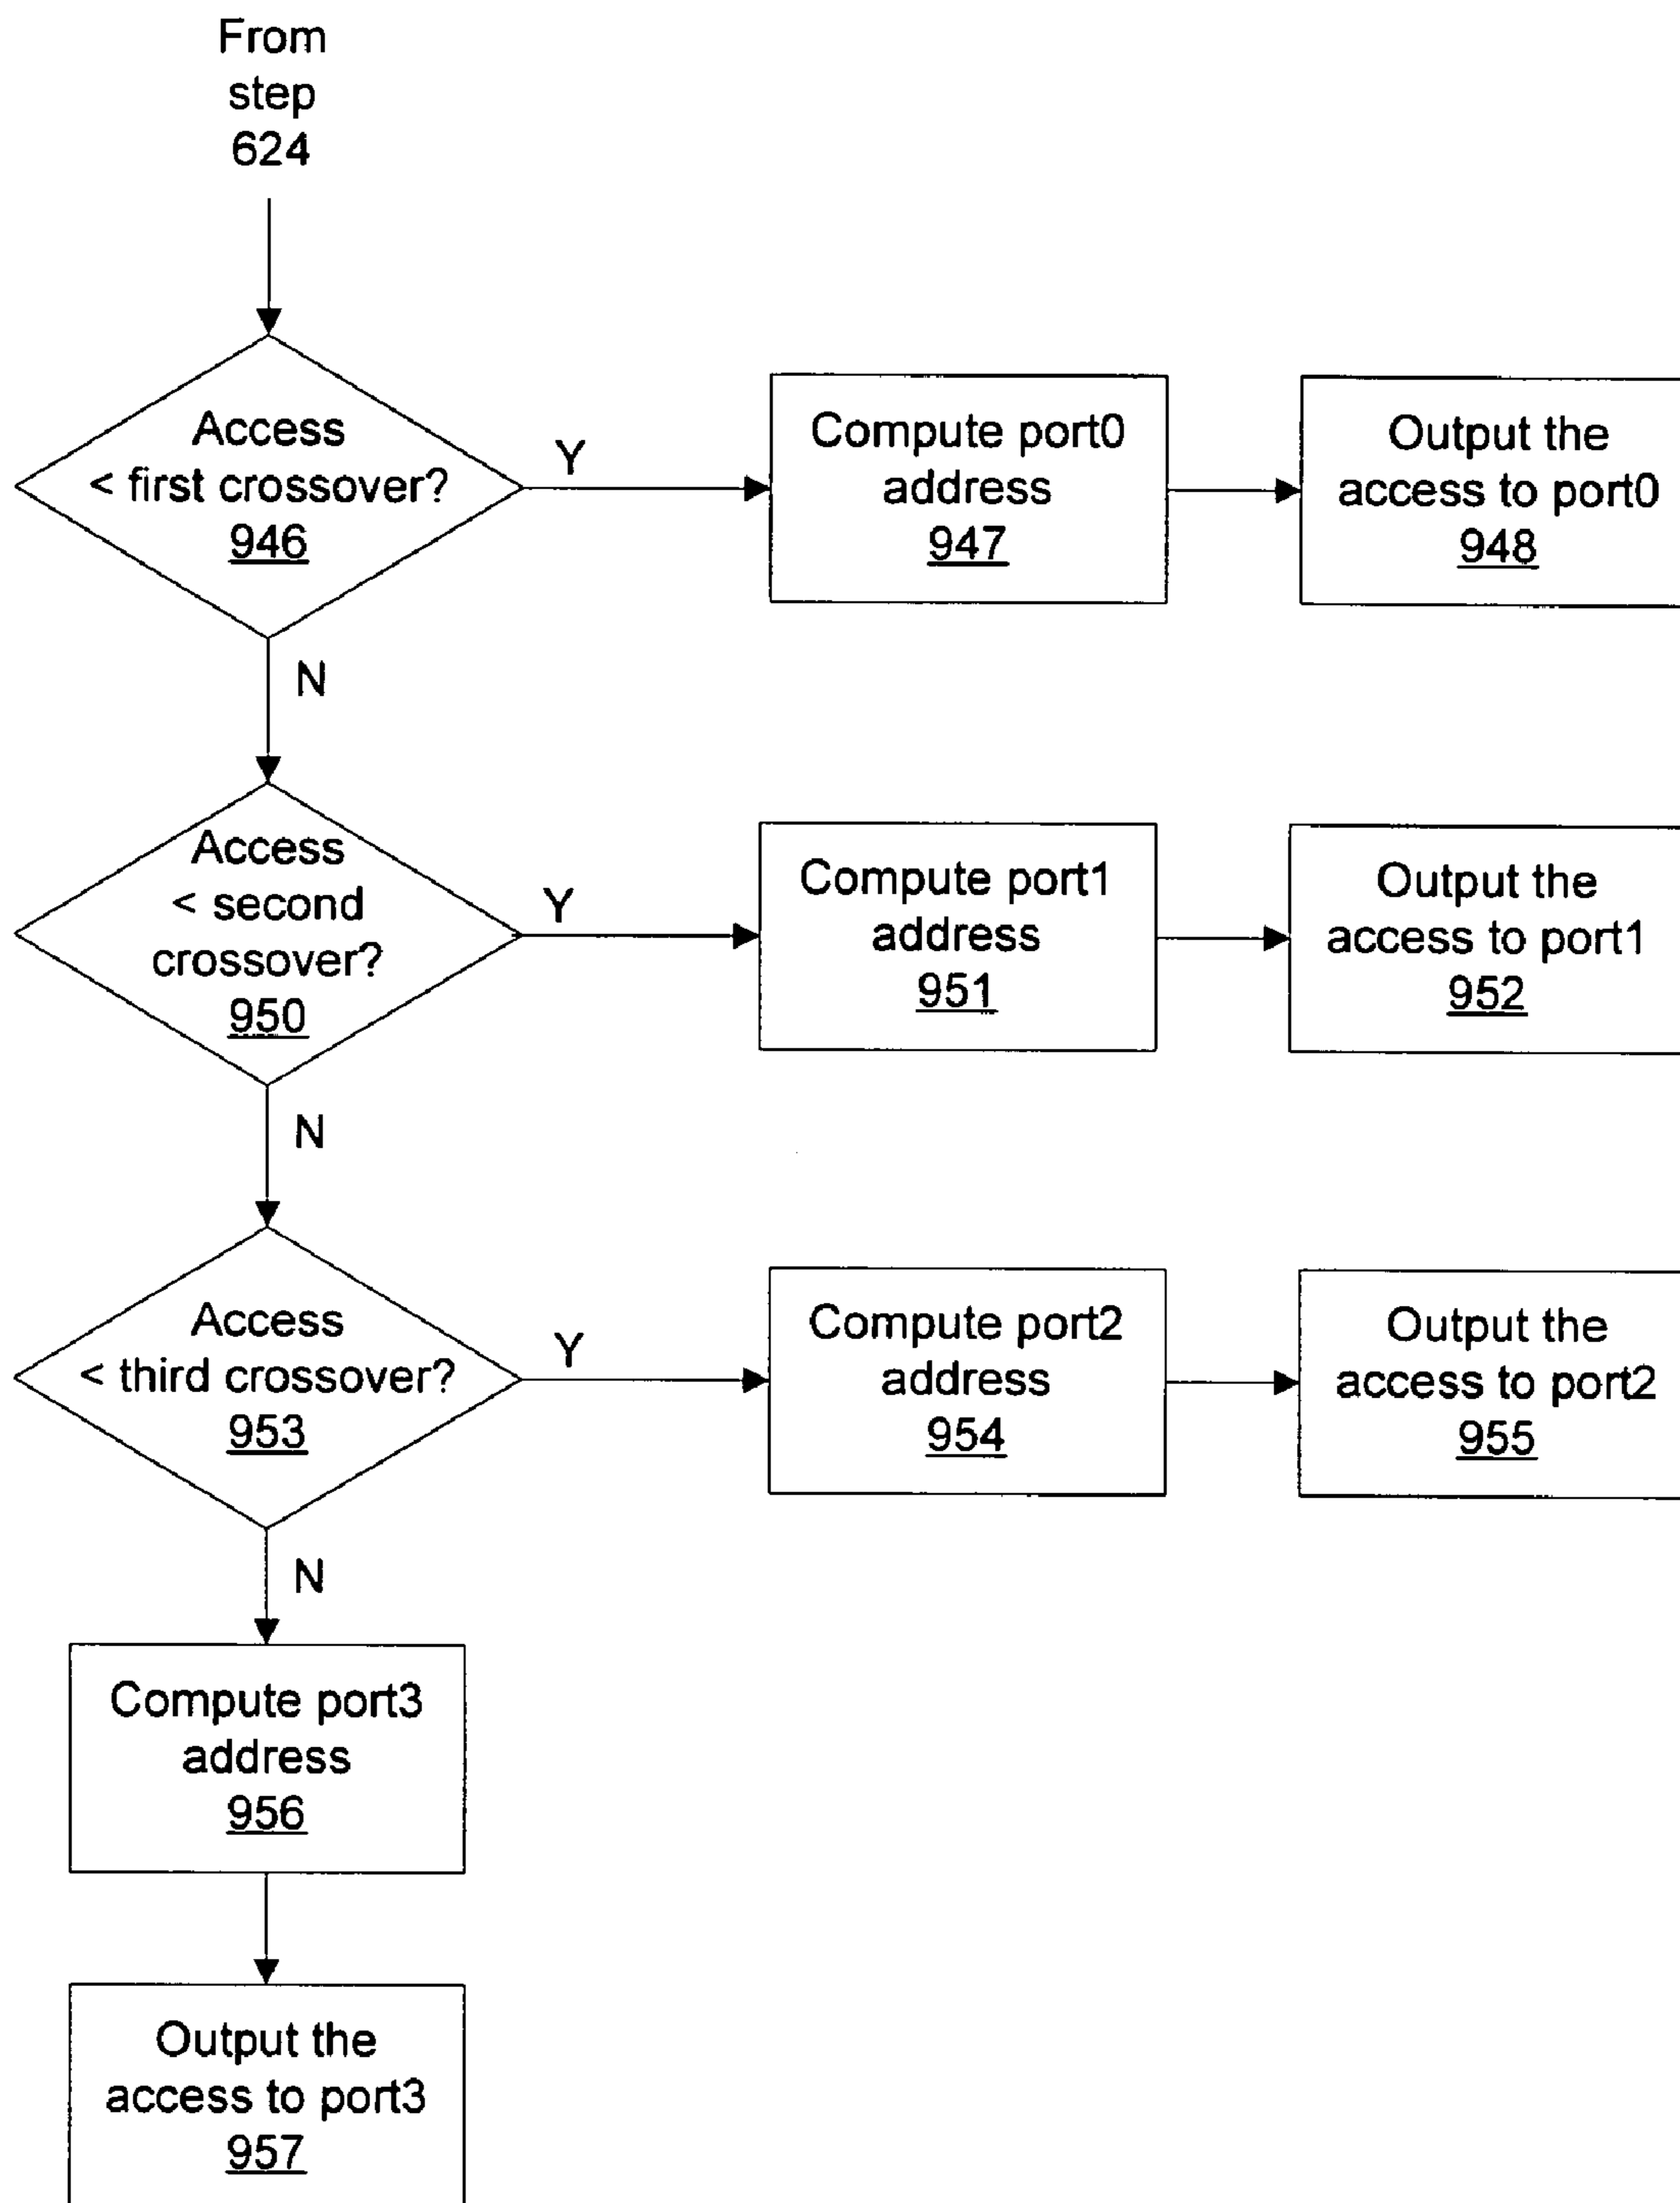 From
step
624
Access
< first crossover?
946
Y
Compute port0
address
947
Output the
access to port0
948
N
Access
< second
crossover?
950
Y
Compute port1
address
951
Output the
access to port1
952
N
Access
< third crossover?
953
Y
Compute port2
address
954
Output the
access to port2
955
N
Compute port3
address
956
Output the
access to port3
957